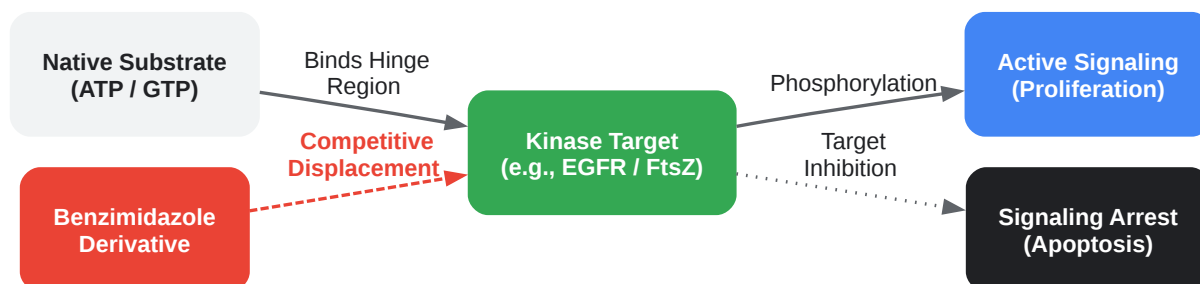 Native Substrate
(ATP / GTP)
Binds Hinge
Region
Competitive
Displacement
Benzimidazole
Derivative
Kinase Target
(e.g., EGFR / FtsZ)
Phosphorylation
Target
Inhibition
Active Signaling
(Proliferation)
Signaling Arrest
(Apoptosis)